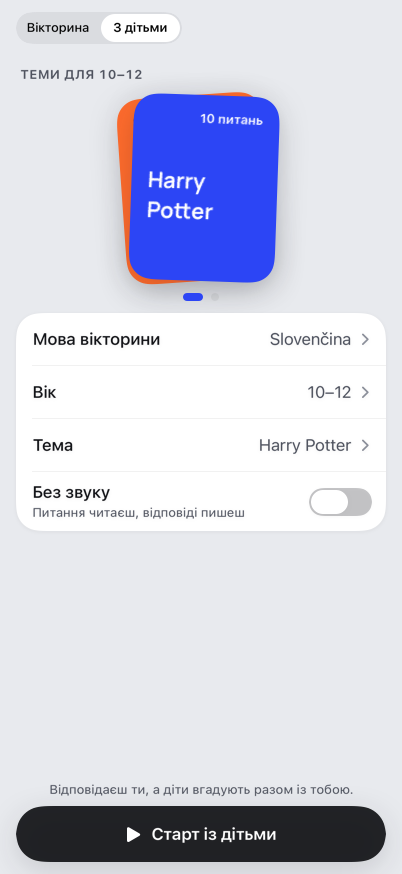 Вікторина
З дітьми
ТЕМИ ДЛЯ 10–12
10 питань
Harry
Potter
Мова вікторини
Slovenčina
Вік
10–12
Тема
Harry Potter
Без звуку
Питання читаєш, відповіді пишеш
Відповідаєш ти, а діти вгадують разом із тобою.
Старт із дітьми